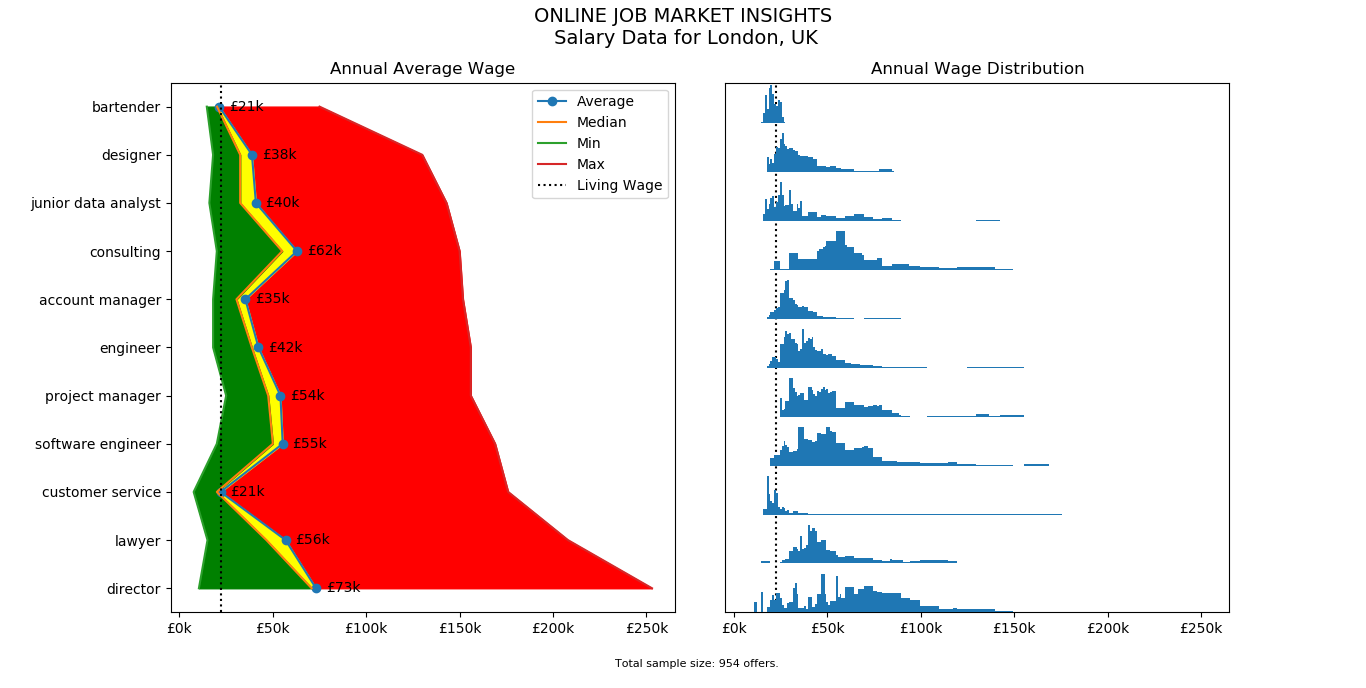 ONLINE JOB MARKET INSIGHTS
Salary Data for London, UK
Annual Average Wage
bartender
designer
junior data analyst
consulting
account manager
engineer
project manager
software engineer
customer service
lawyer
director
£21k
£38k
£40k
£62k
£35k
£42k
£54k
£55k
£21k
£56k
£73k
Average
Median
Min
Max
Living Wage
£0k £50k £100k £150k £200k £250k
Annual Wage Distribution
£0k £50k £100k £150k £200k £250k
Total sample size: 954 offers.